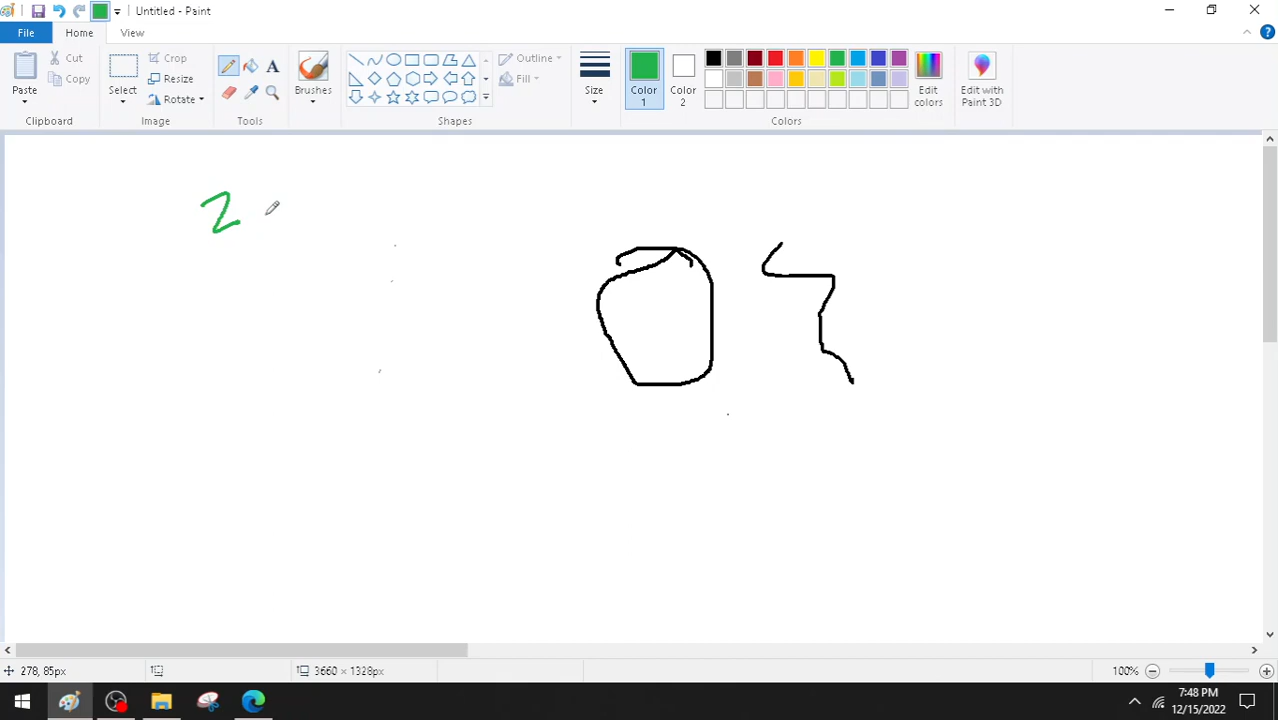 Untitled - Paint
File Home View
Cut
Copy
Paste
Clipboard
Crop
Resize
Rotate
Select
Image
A
Tools
Brushes
Outline
Fill
Shapes
Size
Color 1
Color 2
Edit colors
Colors
Edit with Paint 3D
2
278, 85px
3660 × 1328px
100%
7:48 PM
12/15/2022